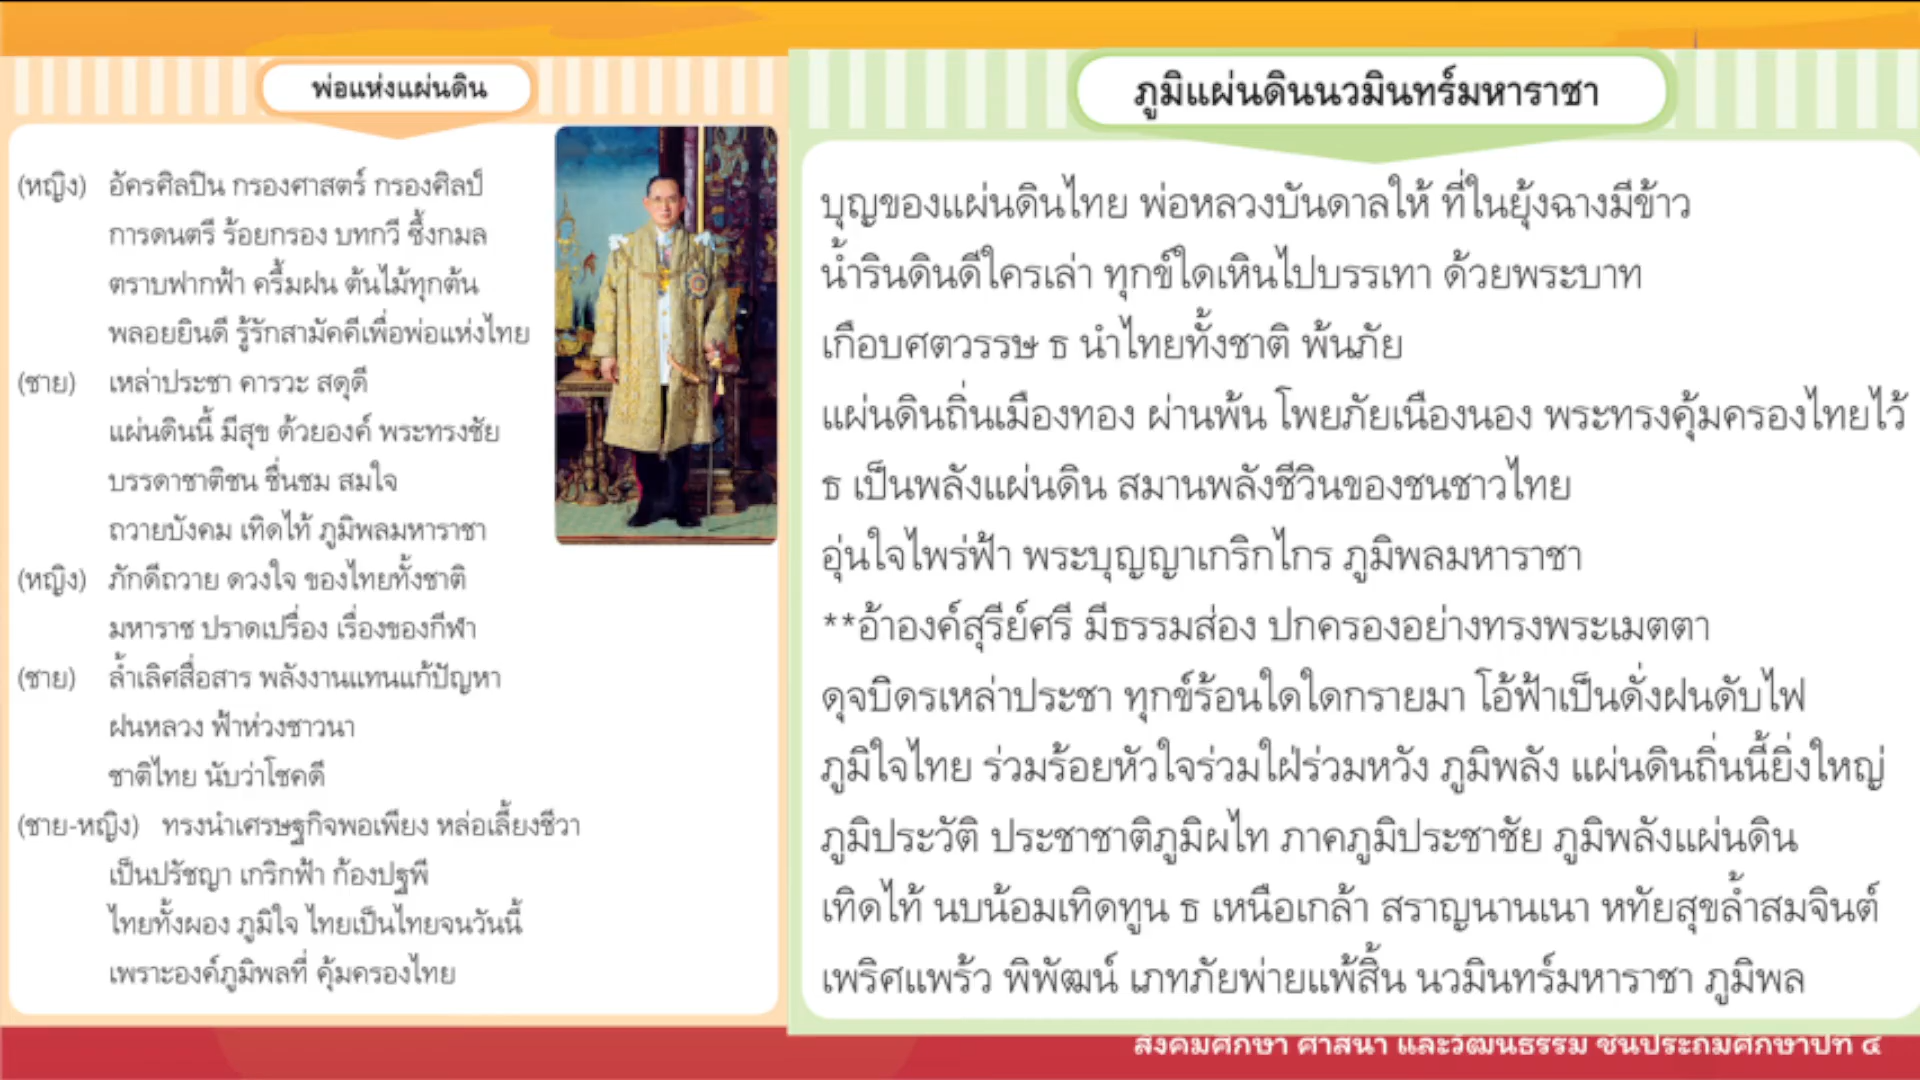 พ่อแห่งแผ่นดิน
(หญิง) อัครศิลปิน กรองศาสตร์ กรองศิลป์
การดนตรี ร้อยกรอง บทกวี ซึ้งกมล
ตราบฟากฟ้า ครึ้มฝน ต้นไม้ทุกต้น
พลอยยินดี รู้รักสามัคคีเพื่อพ่อแห่งไทย
(ชาย) เหล่าประชา คารวะ สดุดี
แผ่นดินนี้ มีสุข ด้วยองค์ พระทรงชัย
บรรดาชาติชน ชื่นชม สมใจ
ถวายบังคม เทิดไท้ ภูมิพลมหาราชา
(หญิง) ภักดีถวาย ดวงใจ ของไทยทั้งชาติ
มหาราช ปราดเปรื่อง เรื่องของกีฬา
(ชาย) ล้ำเลิศสื่อสาร พลังงานแทนแก้ปัญหา
ฝนหลวง ฟ้าห่วงชาวนา
ชาติไทย นับว่าโชคดี
(ชาย-หญิง) ทรงนำเศรษฐกิจพอเพียง หล่อเลี้ยงชีวา
เป็นปรัชญา เกริกฟ้า ก้องปฐพี
ไทยทั้งผอง ภูมิใจ ไทยเป็นไทยจนวันนี้
เพราะองค์ภูมิพลที่ คุ้มครองไทย
ภูมิแผ่นดินนวมินทร์มหาราชา
บุญของแผ่นดินไทย พ่อหลวงบันดาลให้ ที่ในยุ้งฉางมีข้าว
น้ำรินดินดีใครเล่า ทุกข์ใดเหินไปบรรเทา ด้วยพระบาท
เกือบศตวรรษ ธ นำไทยทั้งชาติ พ้นภัย
แผ่นดินถิ่นเมืองทอง ผ่านพ้น โพยภัยเนืองนอง พระทรงคุ้มครองไทยไว้
ธ เป็นพลังแผ่นดิน สมานพลังชีวินของชนชาวไทย
อุ่นใจไพร่ฟ้า พระบุญญาเกริกไกร ภูมิพลมหาราชา
**อ้าองค์สุรีย์ศรี มีธรรมส่อง ปกครองอย่างทรงพระเมตตา
ดุจบิดรเหล่าประชา ทุกข์ร้อนใดใดกรายมา โอ้ฟ้าเป็นดั่งฝนดับไฟ
ภูมิใจไทย ร่วมร้อยหัวใจร่วมใฝ่ร่วมหวัง ภูมิพลัง แผ่นดินถิ่นนี้ยิ่งใหญ่
ภูมิประวัติ ประชาชาติภูมิผไท ภาคภูมิประชาชัย ภูมิพลังแผ่นดิน
เทิดไท้ นบน้อมเทิดทูน ธ เหนือเกล้า สราญนานเนา หทัยสุขล้ำสมจินต์
เพริศแพร้ว พิพัฒน์ เภทภัยพ่ายแพ้สิ้น นวมินทร์มหาราชา ภูมิพล
สังคมศึกษา ศาสนา และวัฒนธรรม ชั้นประถมศึกษาปีที่ ๔